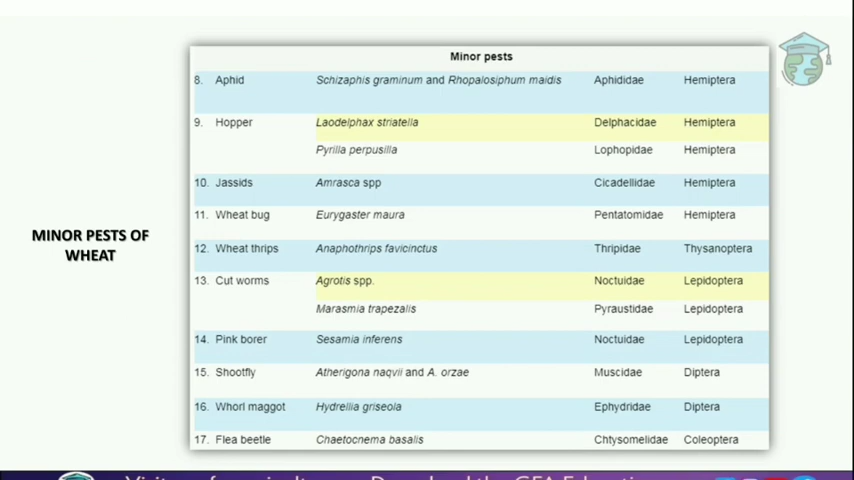 Minor pests
8. Aphid Schizaphis graminum and Rhopalosiphum maidis Aphididae Hemiptera
9. Hopper Laodelphax striatella Delphacidae Hemiptera
Pyrilla perpusilla Lophopidae Hemiptera
10. Jassids Amrasca spp Cicadellidae Hemiptera
11. Wheat bug Eurygaster maura Pentatomidae Hemiptera
MINOR PESTS OF
WHEAT
12. Wheat thrips Anaphothrips favicinctus Thripidae Thysanoptera
13. Cut worms Agrotis spp. Noctuidae Lepidoptera
Marasmia trapezalis Pyraustidae Lepidoptera
14. Pink borer Sesamia inferens Noctuidae Lepidoptera
15. Shootfly Atherigona naqvii and A. orzae Muscidae Diptera
16. Whorl maggot Hydrellia griseola Ephydridae Diptera
17. Flea beetle Chaetocnema basalis Chtysomelidae Coleoptera